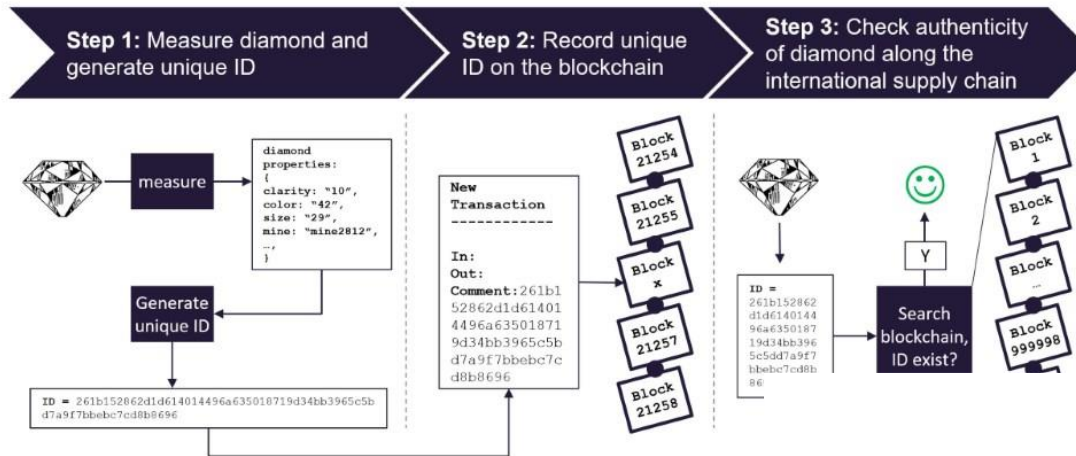 Step 1: Measure diamond and
generate unique ID
Step 2: Record unique
ID on the blockchain
Step 3: Check authenticity
of diamond along the
international supply chain
measure
diamond
properties:
{
clarity: “10”,
color: “42”,
size: “29”,
mine: “mine2812”,
…,
}
Generate
unique ID
ID = 261b152862d1d614014496a635018719d34bb3965c5b
d7a9f7bbebc7cd8b8696
New
Transaction
------------
In:
Out:
Comment:261b1
52862d1d61401
4496a63501871
9d34bb3965c5b
d7a9f7bbebc7c
d8b8696
Block
21254
Block
21255
Block
x
Block
21257
Block
21258
ID =
261b152862
d1d6140144
96a6350187
19d34bb396
5c5dd7a9f7
bbebc7cd8b
86
Y
Search
blockchain,
ID exist?
Block
1
Block
2
Block
…
Block
999998